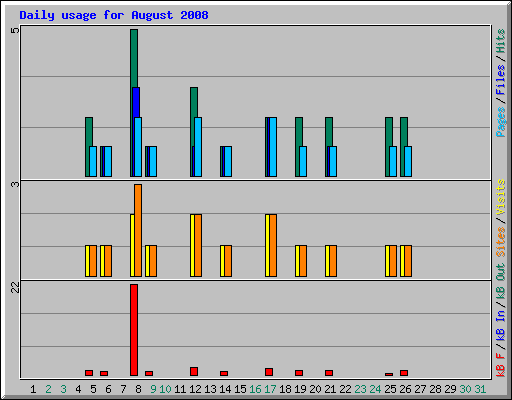 Daily usage for August 2008
5
3
22
Pages / Files / Hits
Sites / Visits
kB F / kB In / kB Out
1 2 3 4 5 6 7 8 9 10 11 12 13 14 15 16 17 18 19 20 21 22 23 24 25 26 27 28 29 30 31